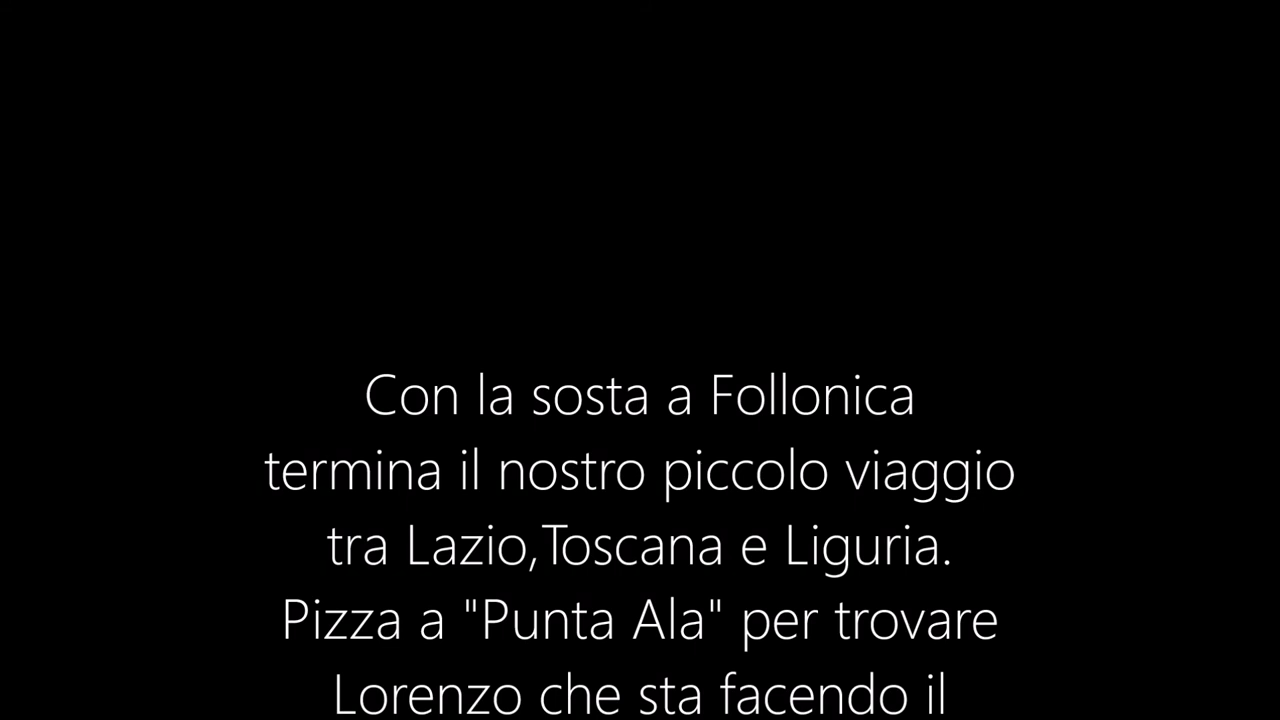 Con la sosta a Follonica
termina il nostro piccolo viaggio
tra Lazio,Toscana e Liguria.
Pizza a "Punta Ala" per trovare
Lorenzo che sta facendo il